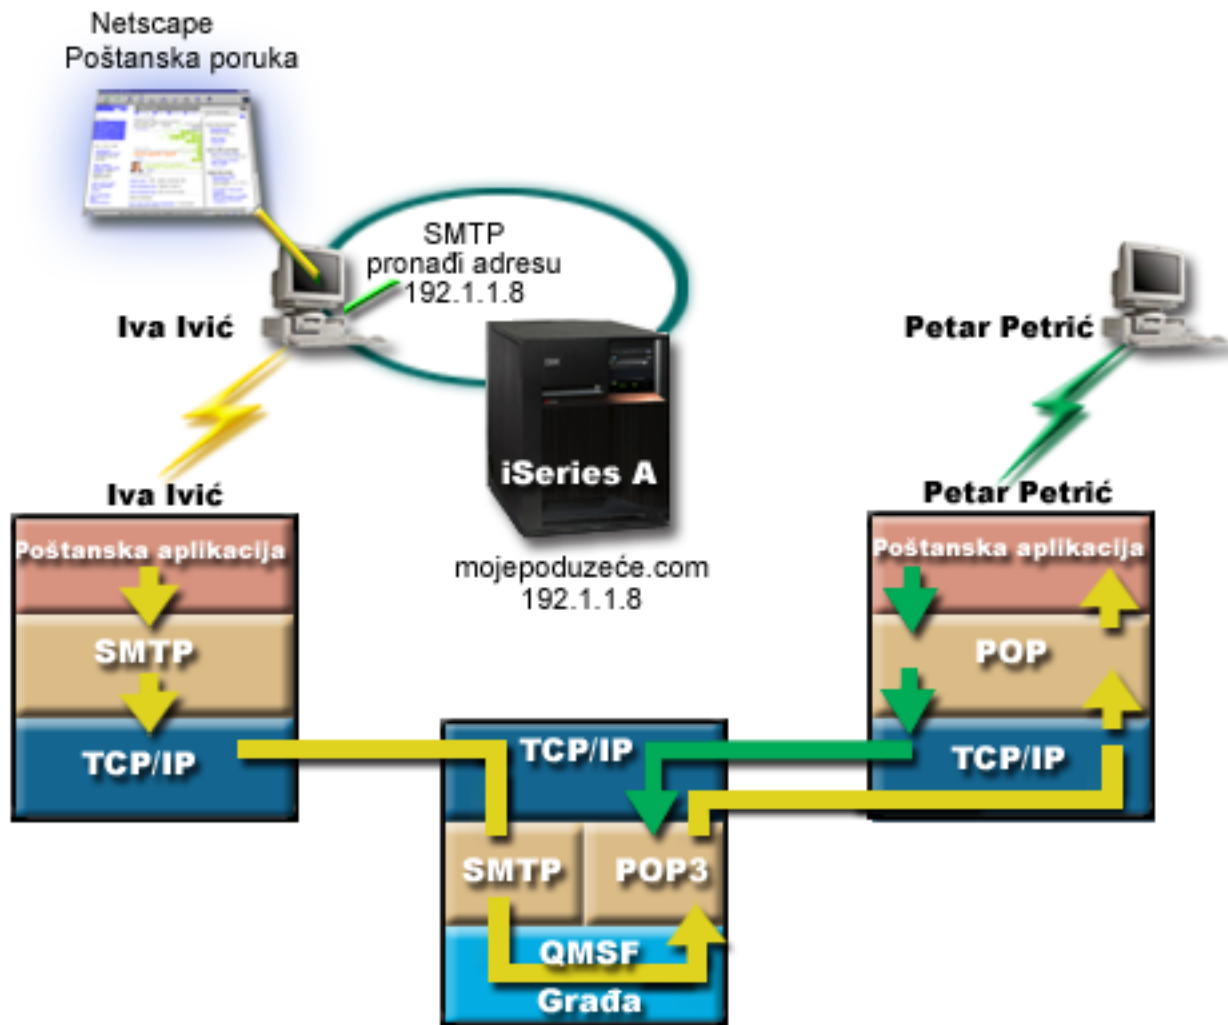 Netscape
Poštanska poruka
SMTP
pronađi adresu
192.1.1.8
Iva Ivić
Petar Petrić
IBM
iSeries A
Iva Ivić
Petar Petrić
mojepoduzeće.com
192.1.1.8
Poštanska aplikacija
SMTP
TCP/IP
Poštanska aplikacija
POP
TCP/IP
TCP/IP
SMTP
POP3
QMSF
Građa